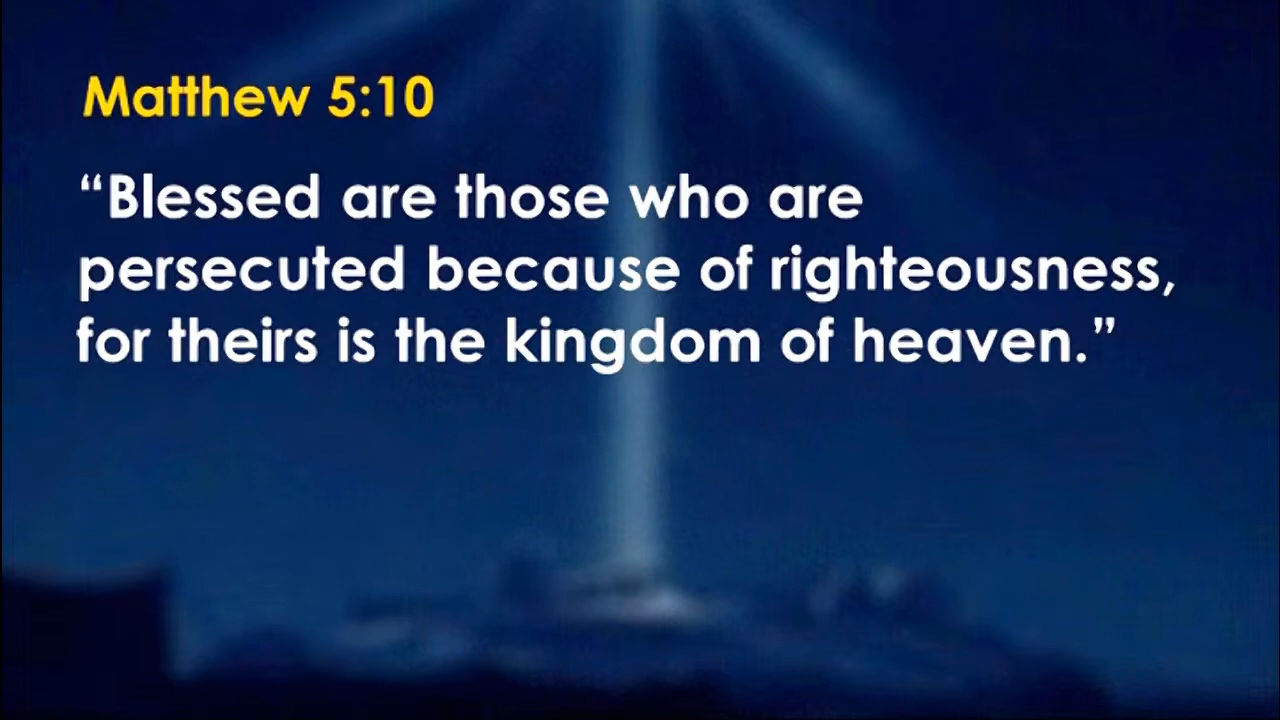 Matthew 5:10
“Blessed are those who are
persecuted because of righteousness,
for theirs is the kingdom of heaven.”